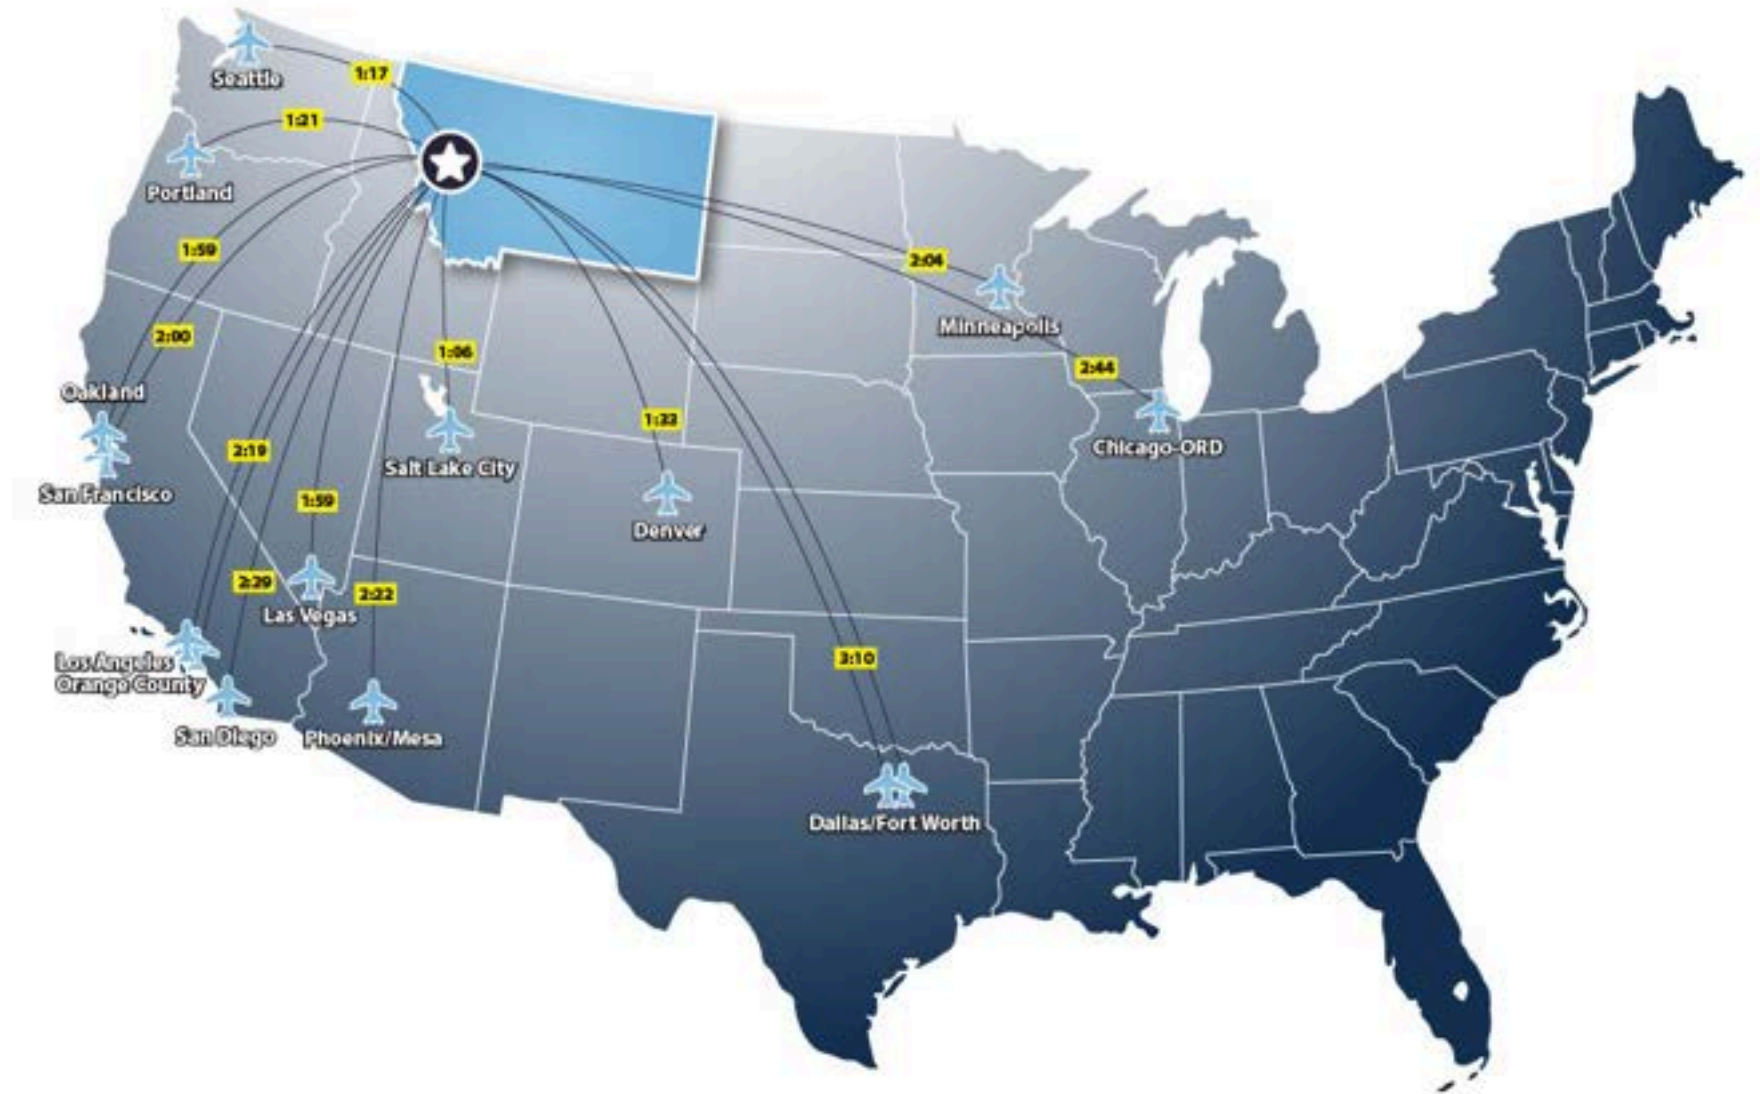 Seattle
1:17
1:21
Portland
1:59
2:04
Minneapolis
2:00
1:06
2:44
Oakland
1:33
Chicago-ORD
2:19
Salt Lake City
San Francisco
1:59
Denver
2:29
2:22
Las Vegas
3:10
Los Angeles
Orange County
San Diego
Phoenix/Mesa
Dallas/Fort Worth